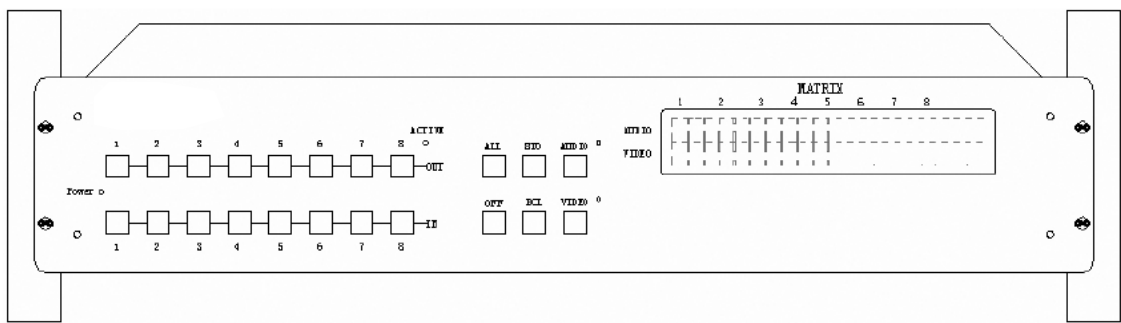 MATRIX
1 2 3 4 5 6 7 8
AUDIO
VIDEO
ACTIVE
1 2 3 4 5 6 7 8
OUT
ALL STO AUDIO
Power
IN
1 2 3 4 5 6 7 8
OFF RCL VIDEO